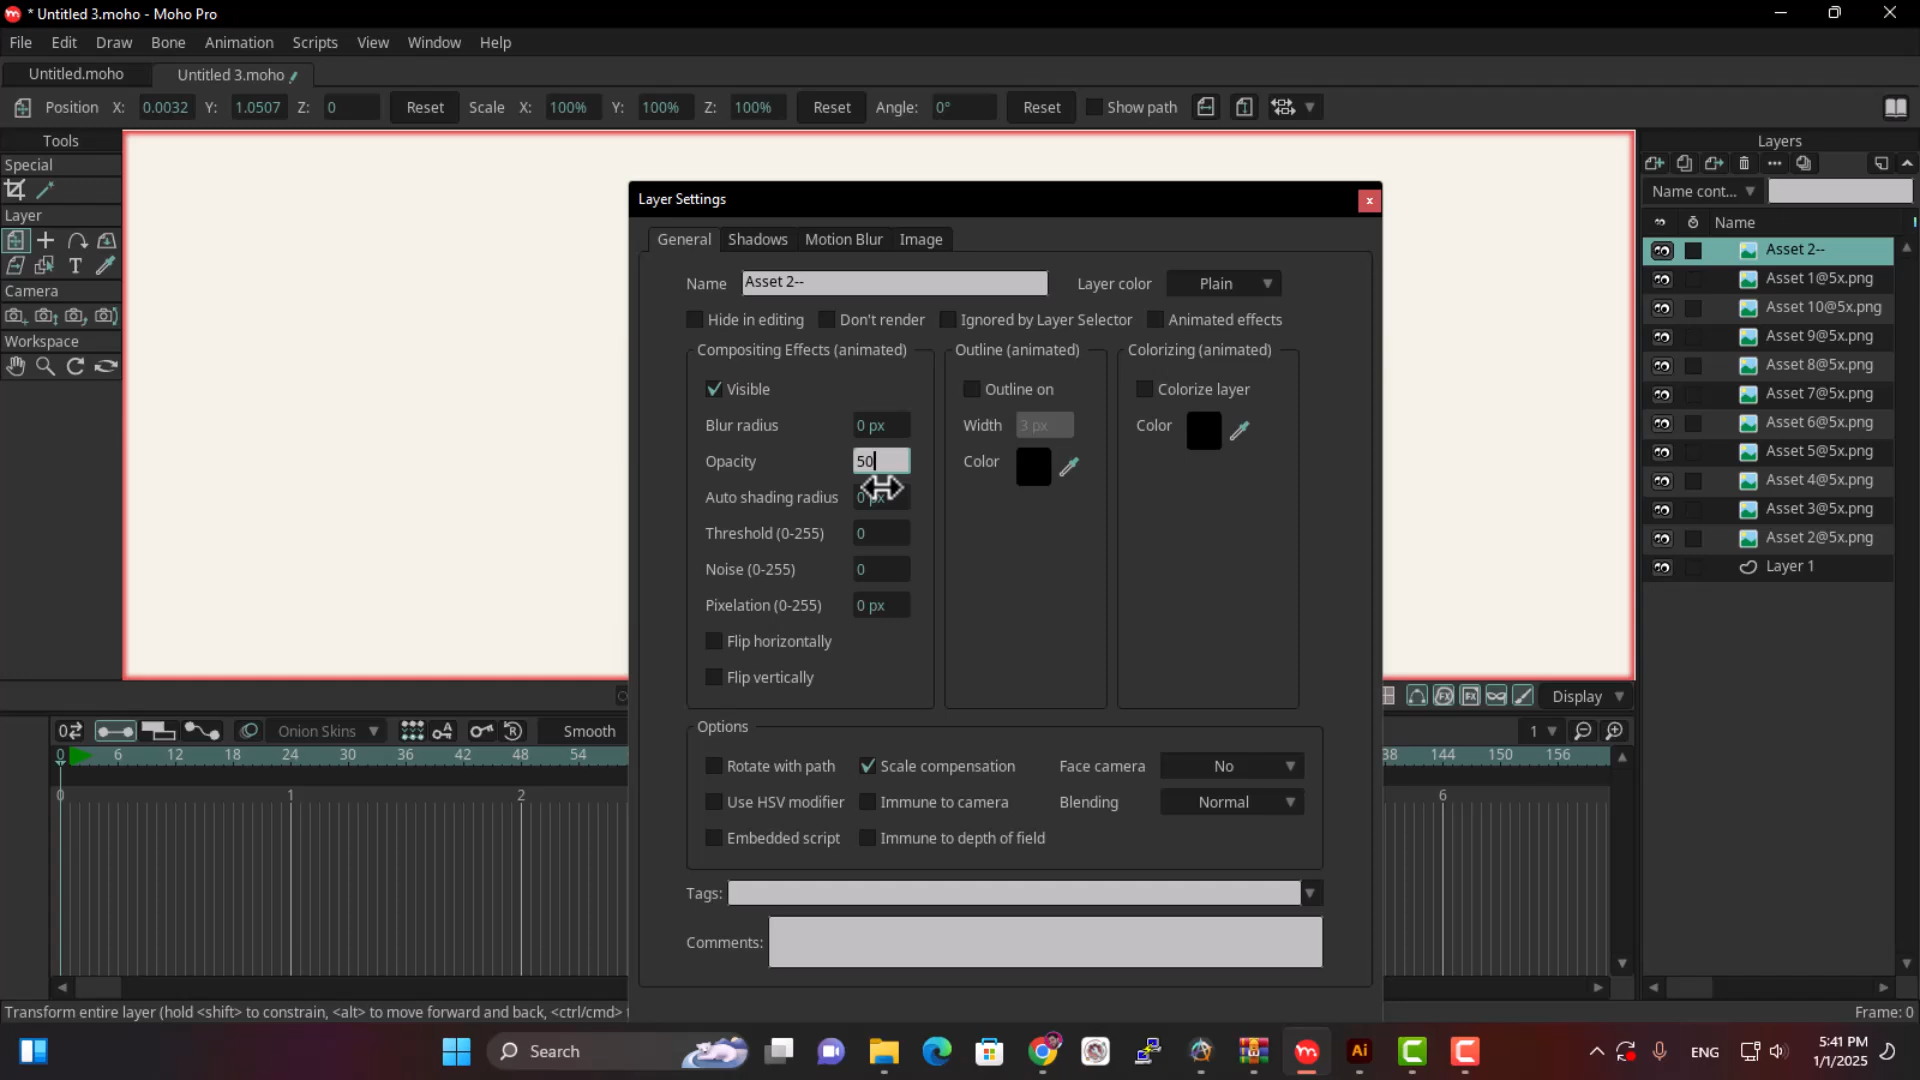 * Untitled 3.moho - Moho Pro
File Edit Draw Bone Animation Scripts View Window Help
Untitled.moho Untitled 3.moho
Position X: 0.0032 Y: 1.0507 Z: 0 Reset Scale X: 100% Y: 100% Z: 100% Reset Angle: 0° Reset Show path
Tools
Special
Layer
T
Camera
Workspace
Layers
Name cont...
Name
Asset 2--
Asset 1@5x.png
Asset 10@5x.png
Asset 9@5x.png
Asset 8@5x.png
Asset 7@5x.png
Asset 6@5x.png
Asset 5@5x.png
Asset 4@5x.png
Asset 3@5x.png
Asset 2@5x.png
Layer 1
Layer Settings
x
General Shadows Motion Blur Image
Name Asset 2-- Layer color Plain
Hide in editing Don't render Ignored by Layer Selector Animated effects
Compositing Effects (animated) Outline (animated) Colorizing (animated)
Visible Outline on Colorize layer
Blur radius 0 px Width 3 px Color
Opacity 50 Color
Auto shading radius 0 px
Threshold (0-255) 0
Noise (0-255) 0
Pixelation (0-255) 0 px
Flip horizontally
Flip vertically
Options
Rotate with path Scale compensation Face camera No
Use HSV modifier Immune to camera Blending Normal
Embedded script Immune to depth of field
Tags:
Comments:
Display
Onion Skins Smooth 1
0 6 12 18 24 30 36 42 48 54 38 144 150 156
0 1 2 6
Transform entire layer (hold <shift> to constrain, <alt> to move forward and back, <ctrl/cmd> Frame: 0
Search
Ai
ENG
5:41 PM
1/1/2025